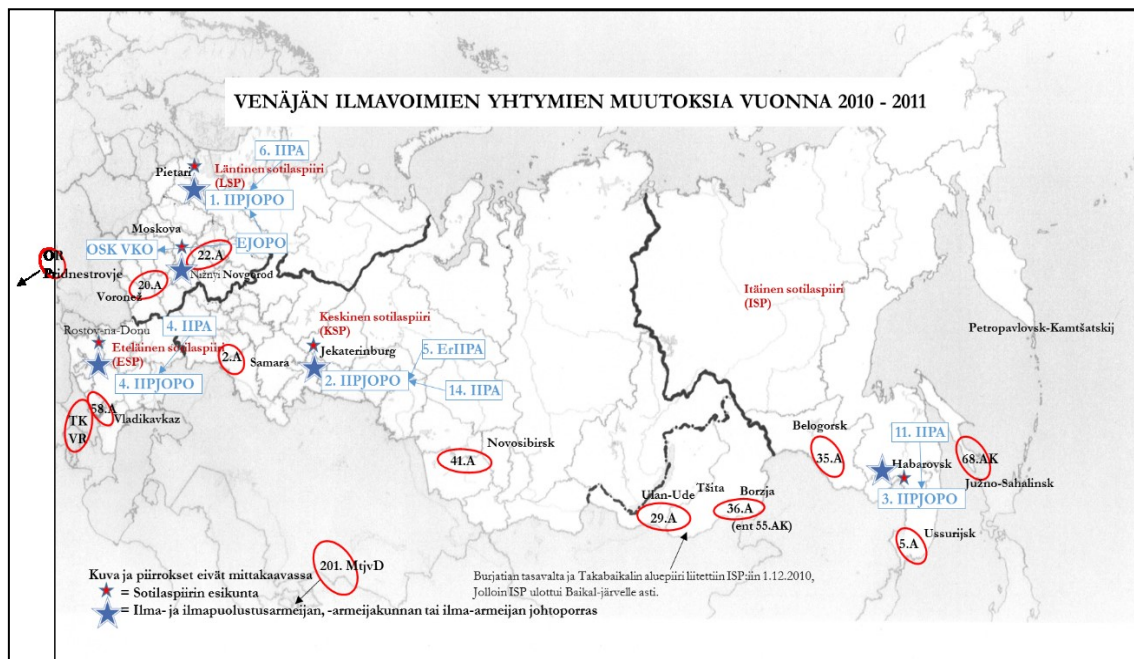 VENÄJÄN ILMAVOIMIEN YHTYMIEN MUUTOKSIA VUONNA 2010 - 2011
6. IIPA
Pietari
Läntinen sotilaspiiri
(LSP)
1. IIPJOPO
Moskova
OSK VKO
EJOPO
22.A
Nižnyi Novgorod
Pridnestrovje
20.A
Voronež
Itäinen sotilaspiiri
(ISP)
Keskinen sotilaspiiri
(KSP)
Petropavlovsk-Kamtšatskij
Rostov-na-Donu
4. IIPA
Eteläinen sotilaspiiri
(ESP)
2.A
Samara
Jekaterinburg
5. ErIIPA
4. IIPJOPO
2. IIPJOPO
14. IIPA
58.A
Vladikavkaz
TK
VR
Novosibirsk
41.A
Belogorsk
35.A
11. IIPA
Habarovsk
68.AK
Južno-Sahalinsk
3. IIPJOPO
Ulan-Ude
Tšita
Borzja
29.A
36.A
(ent 55.AK)
Ussurijsk
5.A
201. MtjvD
Kuva ja piirrokset eivät mittakaavassa
= Sotilaspiirin esikunta
= Ilma- ja ilmapuolustusarmeijan, -armeijakunnan tai ilma-armeijan johtoporras
Burjatian tasavalta ja Takabaikalin aluepiiri liitettiin ISP:iin 1.12.2010,
Jolloin ISP ulottui Baikal-järvelle asti.